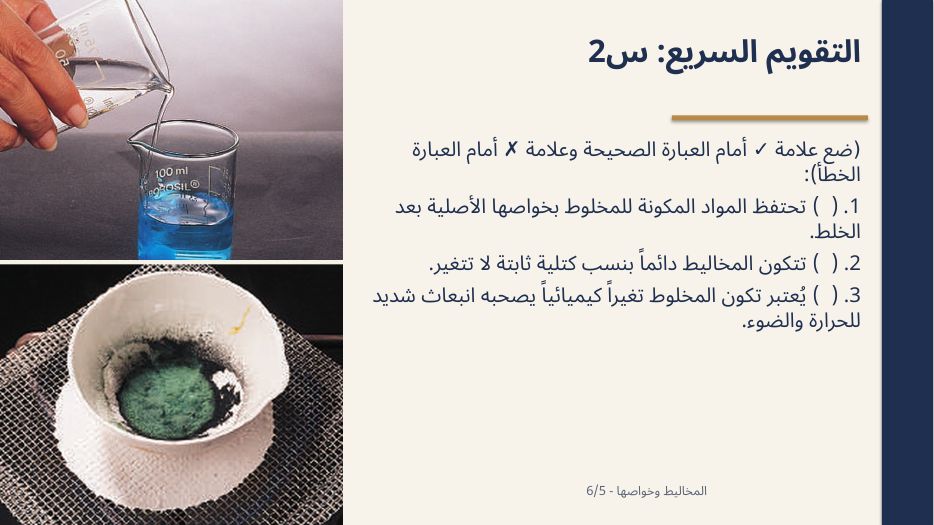 التقويم السريع: س2
(ضع علامة ✓ أمام العبارة الصحيحة وعلامة ✗ أمام العبارة
الخطأ):
1. ( ) تحتفظ المواد المكونة للمخلوط بخواصها الأصلية بعد
الخلط.
2. ( ) تتكون المخاليط دائماً بنسب كتلية ثابتة لا تتغير.
3. ( ) يُعتبر تكون المخلوط تغيراً كيميائياً يصحبه انبعاث شديد
للحرارة والضوء.
المخاليط وخواصها - 6/5
100 ml